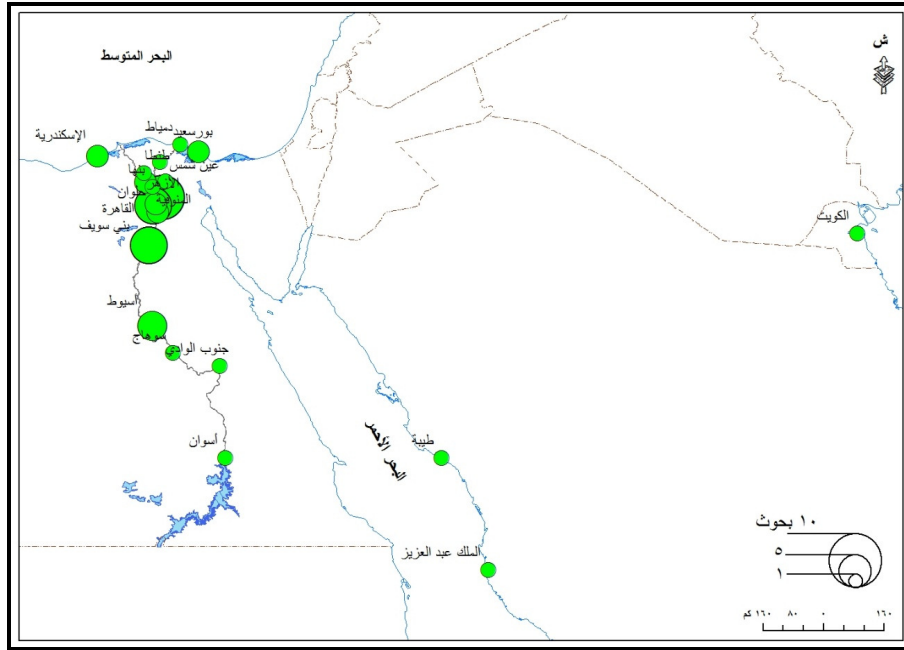 ش
البحر المتوسط
دمياط
بورسعيد
الإسكندرية
طنطا
عين شمس
بنها
الأزهر
حلوان
المنوفية
القاهرة
بني سويف
الكويت
أسيوط
سوهاج
جنوب الوادي
أسوان
طيبة
البحر الأحمر
الملك عبد العزيز
١٠ بحوث
٥
١
١٦٠ كم ٨٠ ٠ ١٦٠